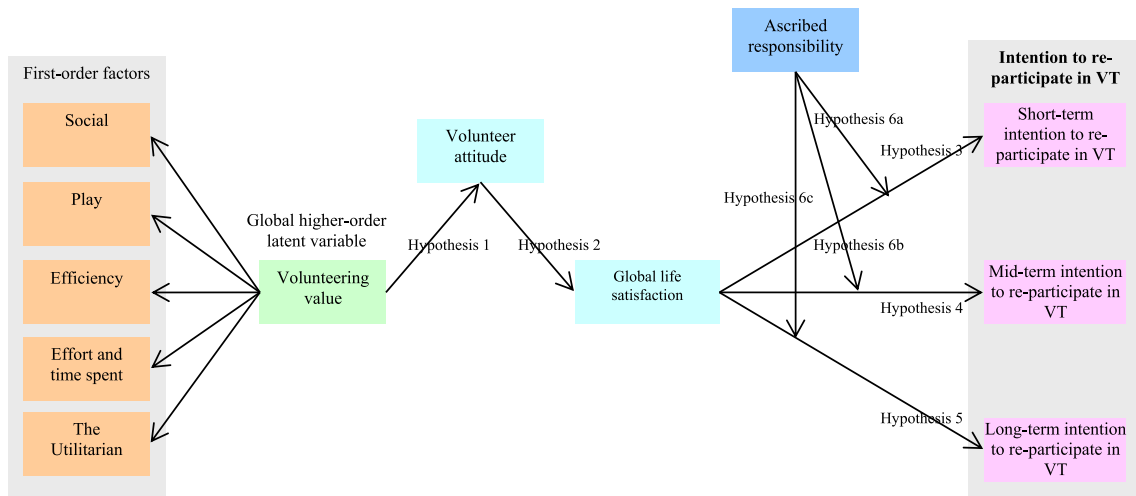 First-order factors
Social
Play
Efficiency
Effort and
time spent
The
Utilitarian
Global higher-order
latent variable
Volunteering
value
Hypothesis 1
Volunteer
attitude
Hypothesis 2
Global life
satisfaction
Ascribed
responsibility
Hypothesis 6a
Hypothesis 3
Hypothesis 6c
Hypothesis 6b
Hypothesis 4
Hypothesis 5
Intention to re-
participate in VT
Short-term
intention to re-
participate in VT
Mid-term intention
to re-participate in
VT
Long-term intention
to re-participate in
VT